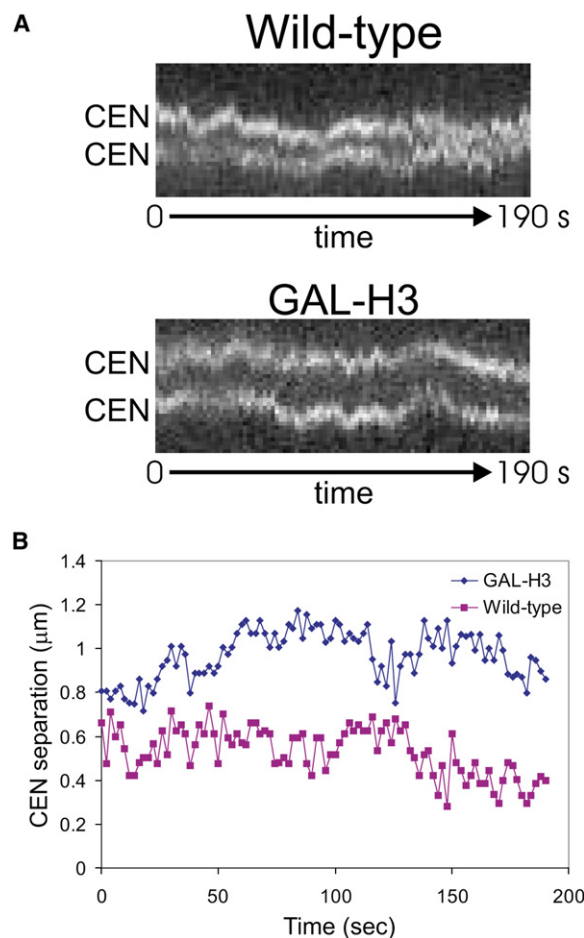 A
Wild-type
CEN
CEN
0 190 s
time
GAL-H3
CEN
CEN
0 190 s
time
B
1.4
1.2
1
0.8
0.6
0.4
0.2
0
CEN separation (μm)
GAL-H3
Wild-type
0 50 100 150 200
Time (sec)